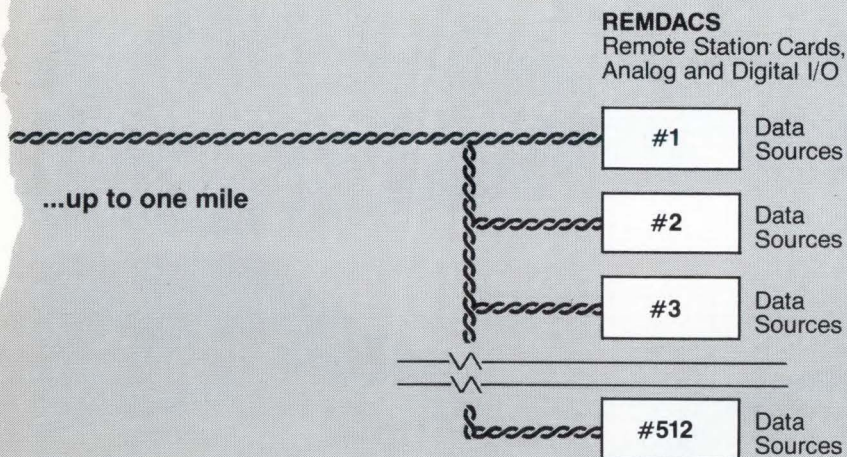 REMDACS
Remote Station Cards,
Analog and Digital I/O
#1
Data
Sources
...up to one mile
#2
Data
Sources
#3
Data
Sources
#512
Data
Sources